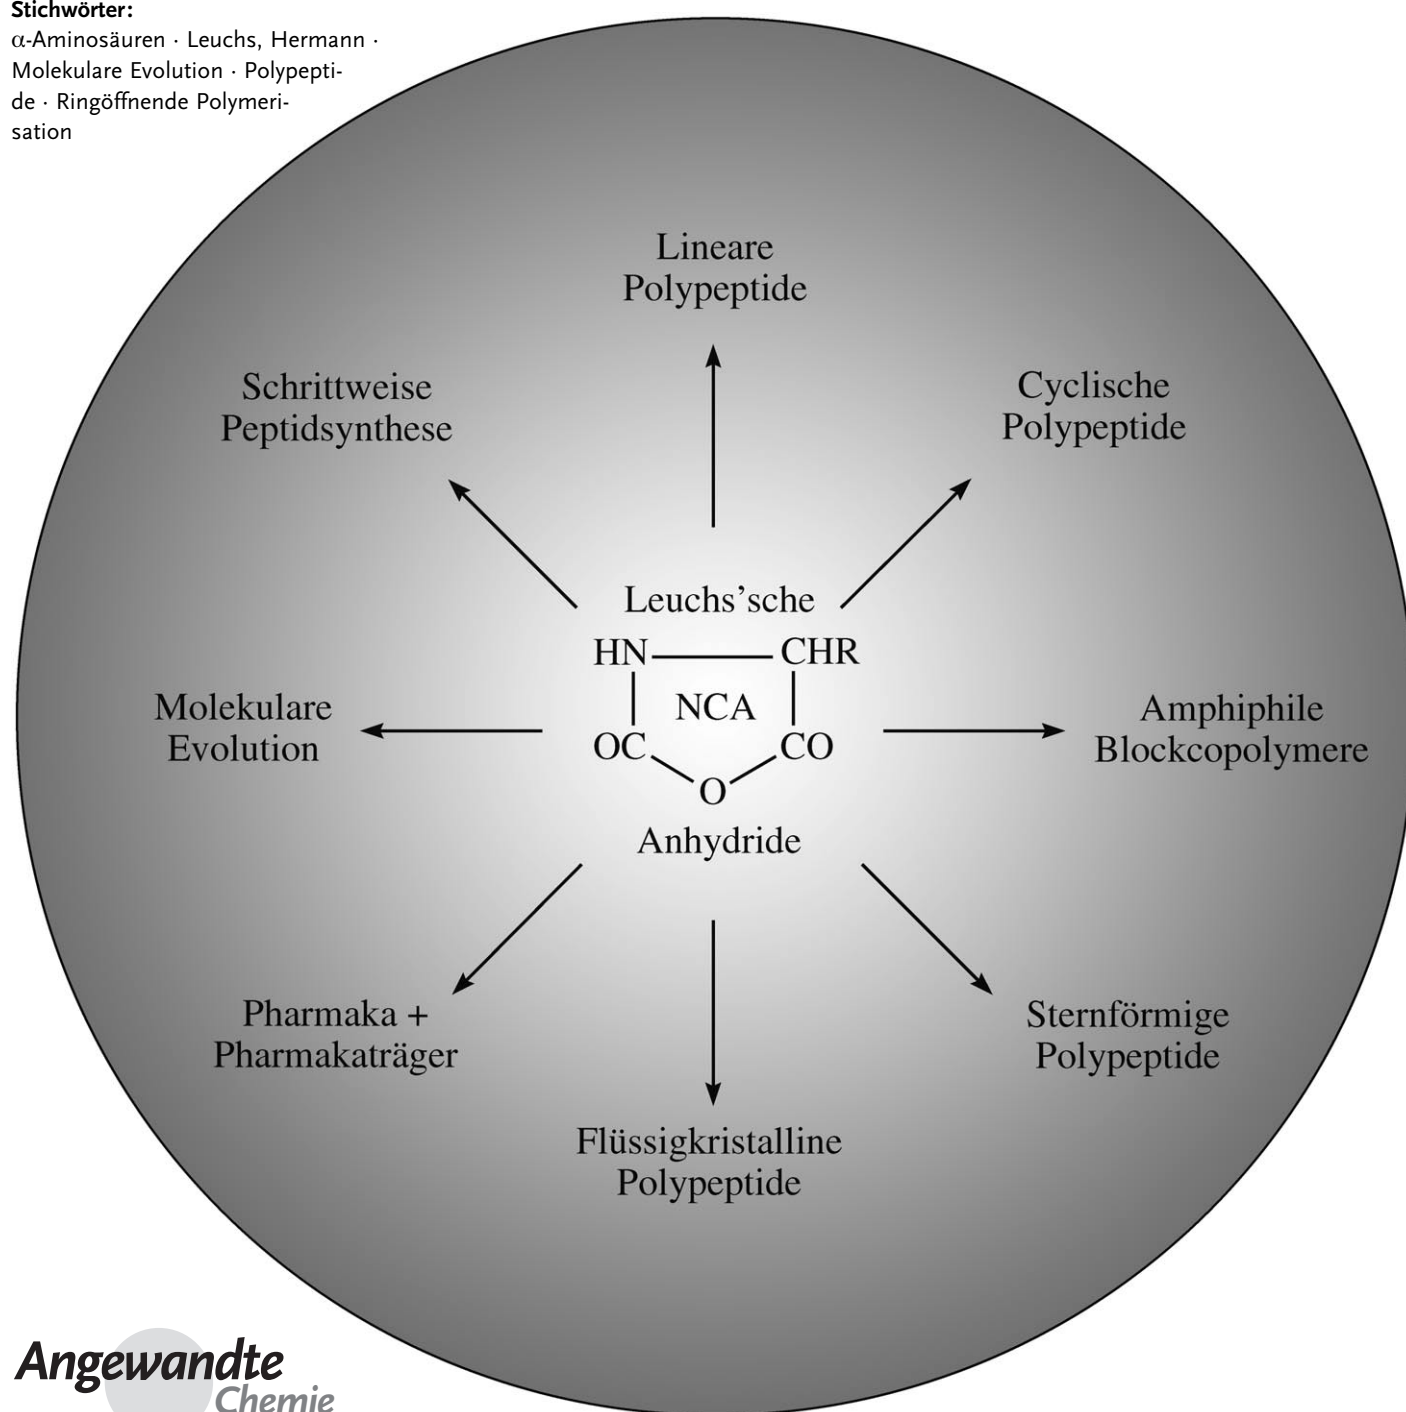 Stichwörter:
α-Aminosäuren · Leuchs, Hermann ·
Molekulare Evolution · Polypepti-
de · Ringöffnende Polymeri-
sation
Lineare
Polypeptide
Schrittweise
Peptidsynthese
Cyclische
Polypeptide
Leuchs’sche
HN CHR
NCA
OC CO
O
Anhydride
Molekulare
Evolution
Amphiphile
Blockcopolymere
Pharmaka +
Pharmakaträger
Sternförmige
Polypeptide
Flüssigkristalline
Polypeptide
Angewandte
Chemie